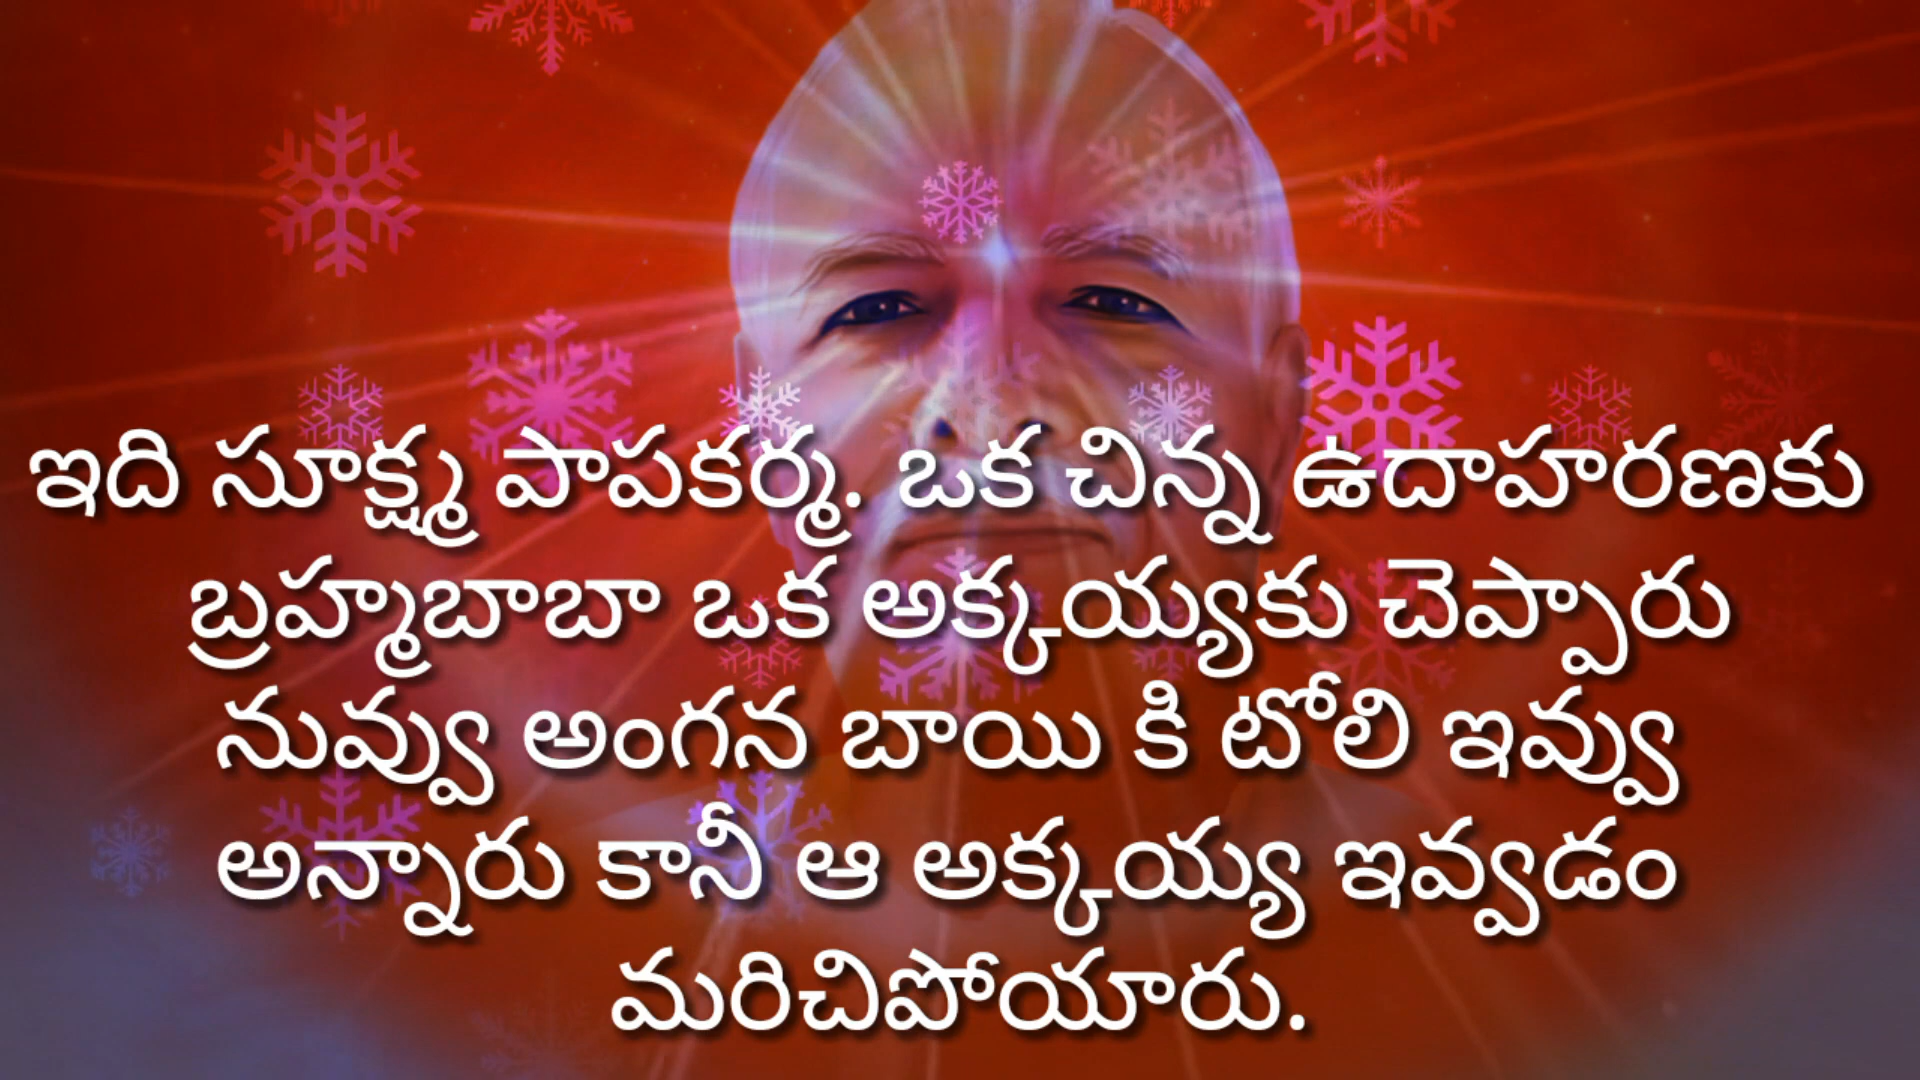 ఇది సూక్ష్మ పాపకర్మ. ఒక చిన్న ఉదాహరణకు
బ్రహ్మబాబా ఒక అక్కయ్యకు చెప్పారు
నువ్వు అంగన బాయి కి టోలి ఇవ్వు
అన్నారు కానీ ఆ అక్కయ్య ఇవ్వడం
మరిచిపోయారు.